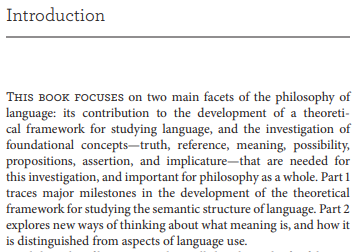 Introduction
THIS BOOK FOCUSES on two main facets of the philosophy of
language: its contribution to the development of a theoreti-
cal framework for studying language, and the investigation of
foundational concepts—truth, reference, meaning, possibility,
propositions, assertion, and implicature—that are needed for
this investigation, and important for philosophy as a whole. Part 1
traces major milestones in the development of the theoretical
framework for studying the semantic structure of language. Part 2
explores new ways of thinking about what meaning is, and how it
is distinguished from aspects of language use.